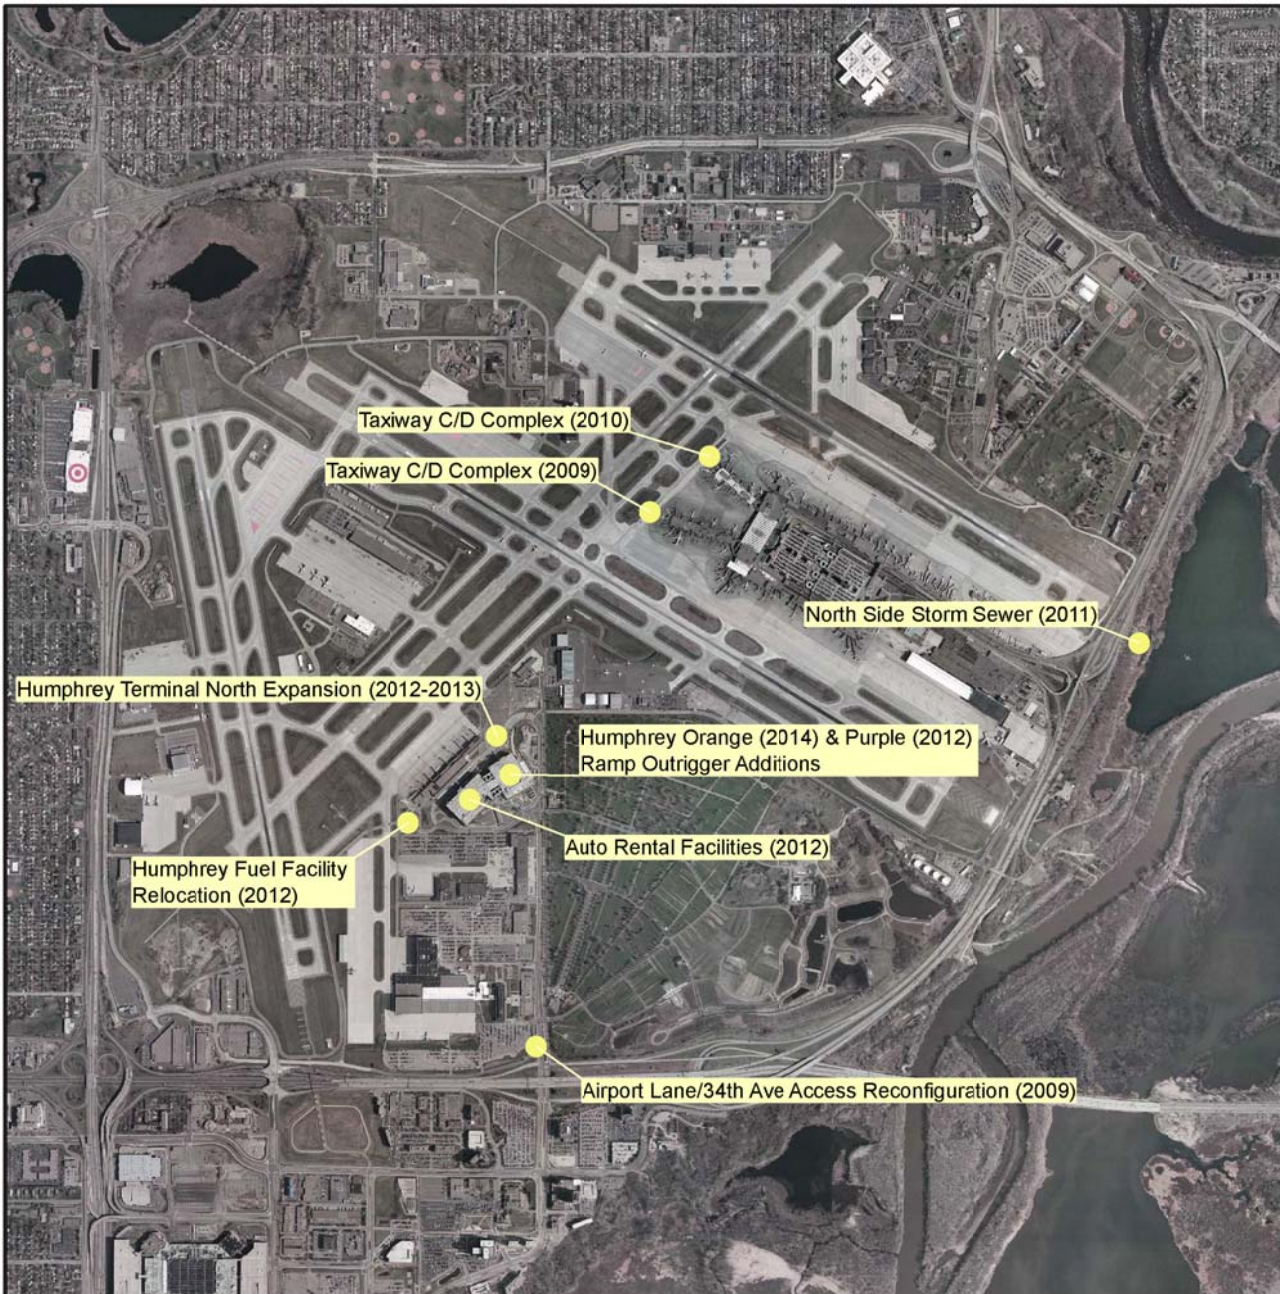 Taxiway C/D Complex (2010)
Taxiway C/D Complex (2009)
North Side Storm Sewer (2011)
Humphrey Terminal North Expansion (2012-2013)
Humphrey Orange (2014) & Purple (2012)
Ramp Outrigger Additions
Auto Rental Facilities (2012)
Humphrey Fuel Facility
Relocation (2012)
Airport Lane/34th Ave Access Reconfiguration (2009)